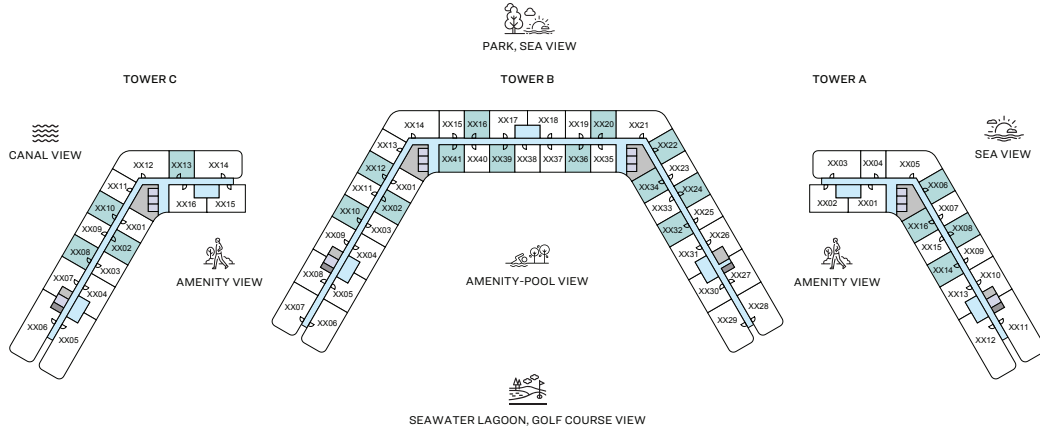 PARK, SEA VIEW
TOWER C
TOWER B
TOWER A
CANAL VIEW
SEA VIEW
XX12
XX13
XX14
XX11
XX10
XX09
XX08
XX07
XX06
XX05
XX04
XX03
XX02
XX01
XX16
XX15
AMENITY VIEW
XX14
XX15
XX16
XX17
XX18
XX19
XX20
XX21
XX13
XX12
XX11
XX10
XX09
XX08
XX07
XX06
XX05
XX04
XX03
XX02
XX01
XX41
XX40
XX39
XX38
XX37
XX36
XX35
XX22
XX23
XX24
XX25
XX26
XX27
XX28
XX29
XX30
XX31
XX32
XX33
XX34
AMENITY-POOL VIEW
XX03
XX04
XX05
XX02
XX01
XX06
XX07
XX08
XX09
XX10
XX11
XX12
XX13
XX14
XX15
XX16
AMENITY VIEW
SEAWATER LAGOON, GOLF COURSE VIEW